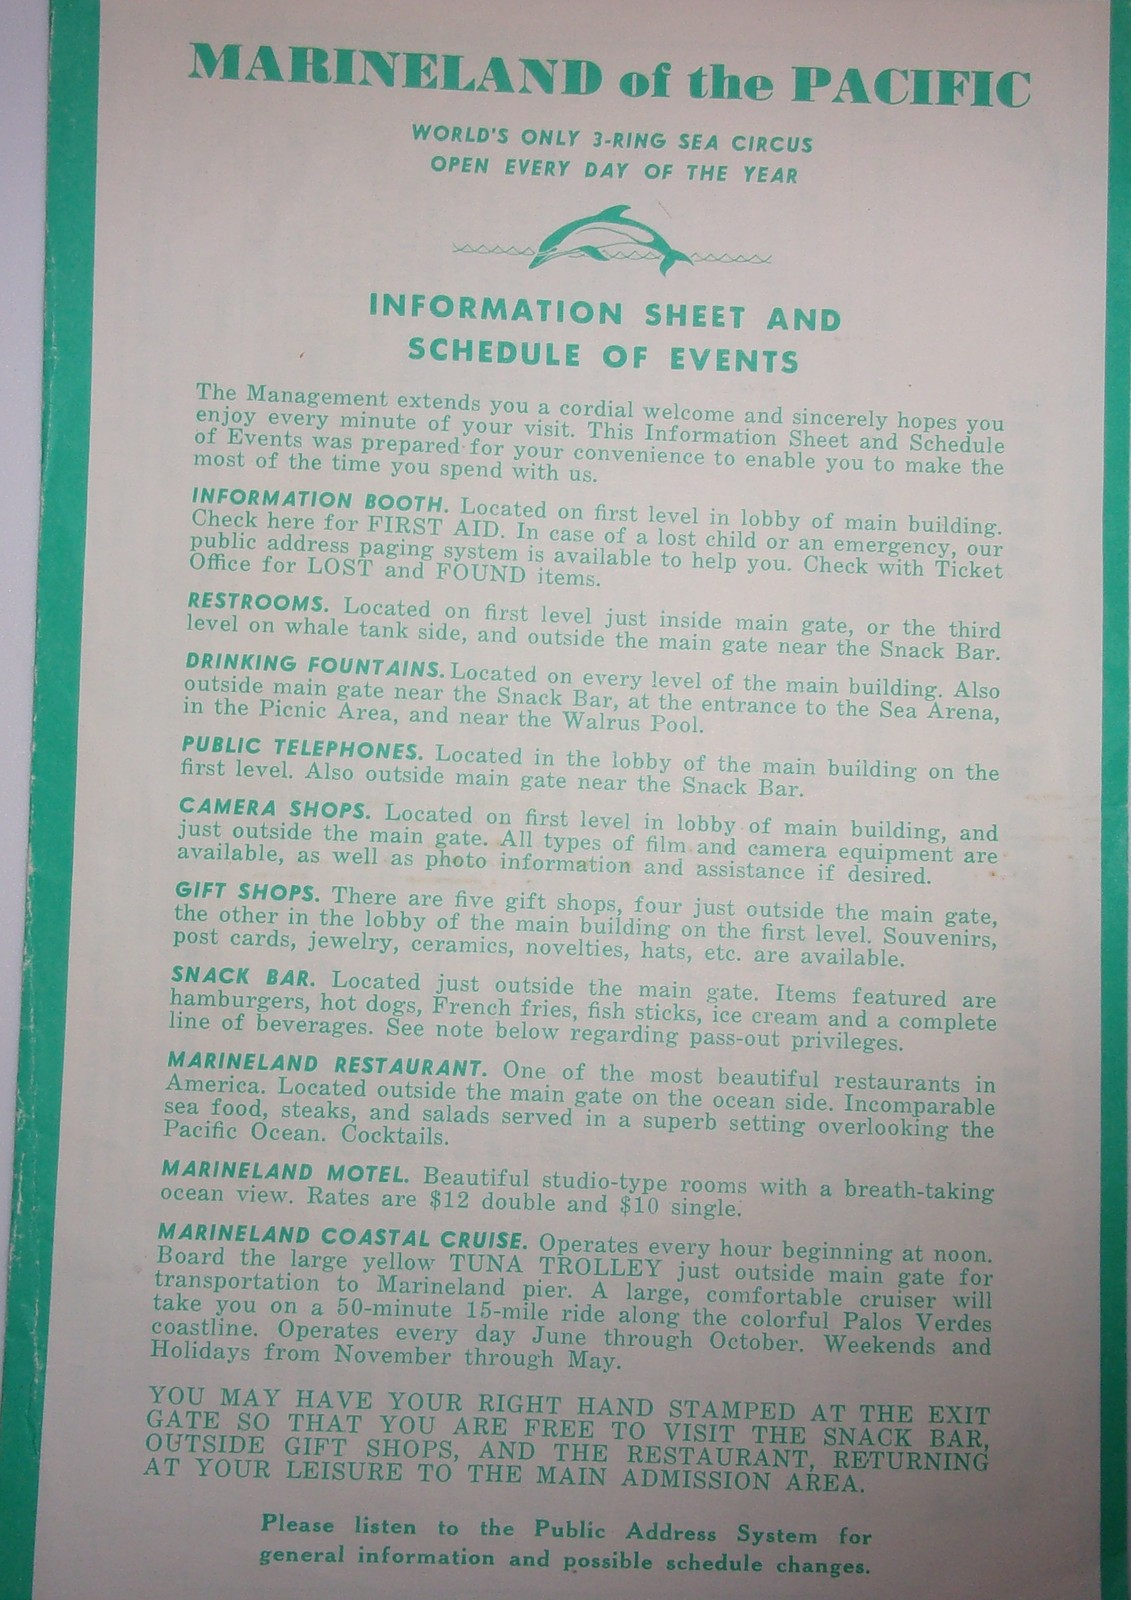 MARINELAND of the PACIFIC
WORLD'S ONLY 3-RING SEA CIRCUS
OPEN EVERY DAY OF THE YEAR
INFORMATION SHEET AND
SCHEDULE OF EVENTS
The Management extends you a cordial welcome and sincerely hopes you
enjoy every minute of your visit. This Information Sheet and Schedule
of Events was prepared for your convenience to enable you to make the
most of the time you spend with us.
INFORMATION BOOTH. Located on first level in lobby of main building.
Check here for FIRST AID. In case of a lost child or an emergency, our
public address paging system is available to help you. Check with Ticket
Office for LOST and FOUND items.
RESTROOMS. Located on first level just inside main gate, or the third
level on whale tank side, and outside the main gate near the Snack Bar.
DRINKING FOUNTAINS. Located on every level of the main building. Also
outside main gate near the Snack Bar, at the entrance to the Sea Arena,
in the Picnic Area, and near the Walrus Pool.
PUBLIC TELEPHONES. Located in the lobby of the main building on the
first level. Also outside main gate near the Snack Bar.
CAMERA SHOPS. Located on first level in lobby of main building, and
just outside the main gate. All types of film and camera equipment are
available, as well as photo information and assistance if desired.
GIFT SHOPS. There are five gift shops, four just outside the main gate,
the other in the lobby of the main building on the first level. Souvenirs,
post cards, jewelry, ceramics, novelties, hats, etc. are available.
SNACK BAR. Located just outside the main gate. Items featured are
hamburgers, hot dogs, French fries, fish sticks, ice cream and a complete
line of beverages. See note below regarding pass-out privileges.
MARINELAND RESTAURANT. One of the most beautiful restaurants in
America. Located outside the main gate on the ocean side. Incomparable
sea food, steaks, and salads served in a superb setting overlooking the
Pacific Ocean. Cocktails.
MARINELAND MOTEL. Beautiful studio-type rooms with a breath-taking
ocean view. Rates are $12 double and $10 single.
MARINELAND COASTAL CRUISE. Operates every hour beginning at noon.
Board the large yellow TUNA TROLLEY just outside main gate for
transportation to Marineland pier. A large, comfortable cruiser will
take you on a 50-minute 15-mile ride along the colorful Palos Verdes
coastline. Operates every day June through October. Weekends and
Holidays from November through May.
YOU MAY HAVE YOUR RIGHT HAND STAMPED AT THE EXIT
GATE SO THAT YOU ARE FREE TO VISIT THE SNACK BAR,
OUTSIDE GIFT SHOPS, AND THE RESTAURANT, RETURNING
AT YOUR LEISURE TO THE MAIN ADMISSION AREA.
Please listen to the Public Address System for
general information and possible schedule changes.